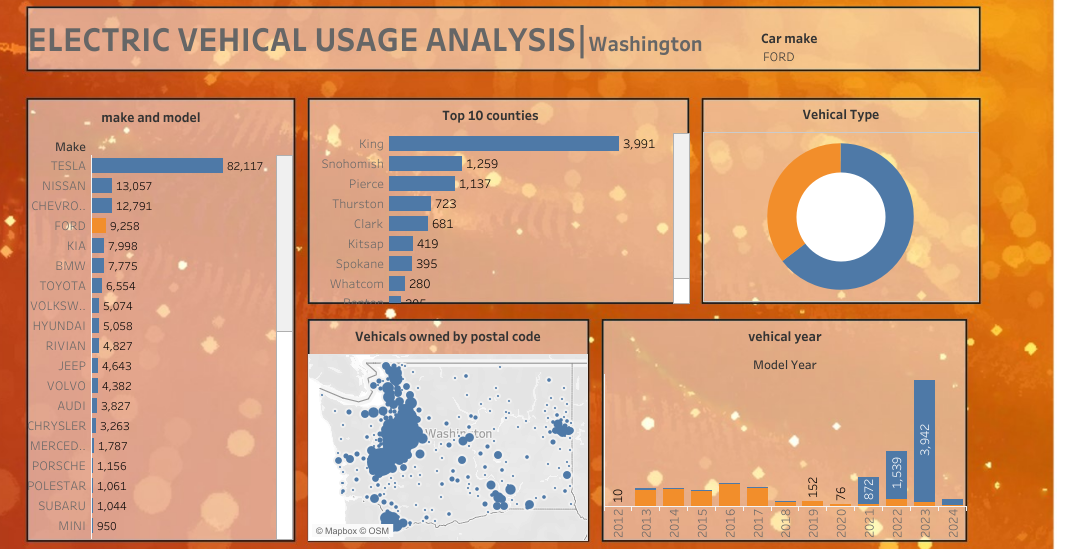 ELECTRIC VEHICAL USAGE ANALYSIS|Washington
Car make
FORD
make and model
Make
TESLA 82,117
NISSAN 13,057
CHEVRO.. 12,791
FORD 9,258
KIA 7,998
BMW 7,775
TOYOTA 6,554
VOLKSW.. 5,074
HYUNDAI 5,058
RIVIAN 4,827
JEEP 4,643
VOLVO 4,382
AUDI 3,827
CHRYSLER 3,263
MERCED.. 1,787
PORSCHE 1,156
POLESTAR 1,061
SUBARU 1,044
MINI 950
Top 10 counties
King 3,991
Snohomish 1,259
Pierce 1,137
Thurston 723
Clark 681
Kitsap 419
Spokane 395
Whatcom 280
Vehical Type
Vehicals owned by postal code
Washington
© Mapbox © OSM
vehical year
Model Year
10 152 76 872 1,539 3,942
2012 2013 2014 2015 2016 2017 2018 2019 2020 2021 2022 2023 2024